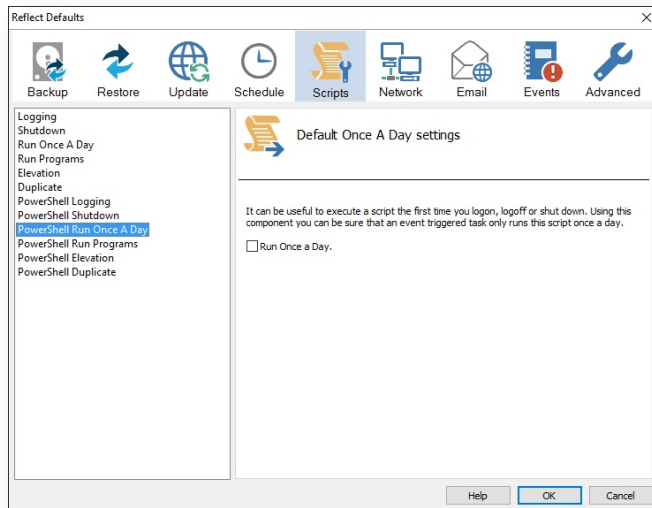 Reflect Defaults
Backup
Restore
Update
Schedule
Scripts
Network
Email
Events
Advanced
Logging
Shutdown
Run Once A Day
Run Programs
Elevation
Duplicate
PowerShell Logging
PowerShell Shutdown
PowerShell Run Once A Day
PowerShell Run Programs
PowerShell Elevation
PowerShell Duplicate
Default Once A Day settings
It can be useful to execute a script the first time you logon, logoff or shut down. Using this
component you can be sure that an event triggered task only runs this script once a day.
Run Once a Day.
Help
OK
Cancel